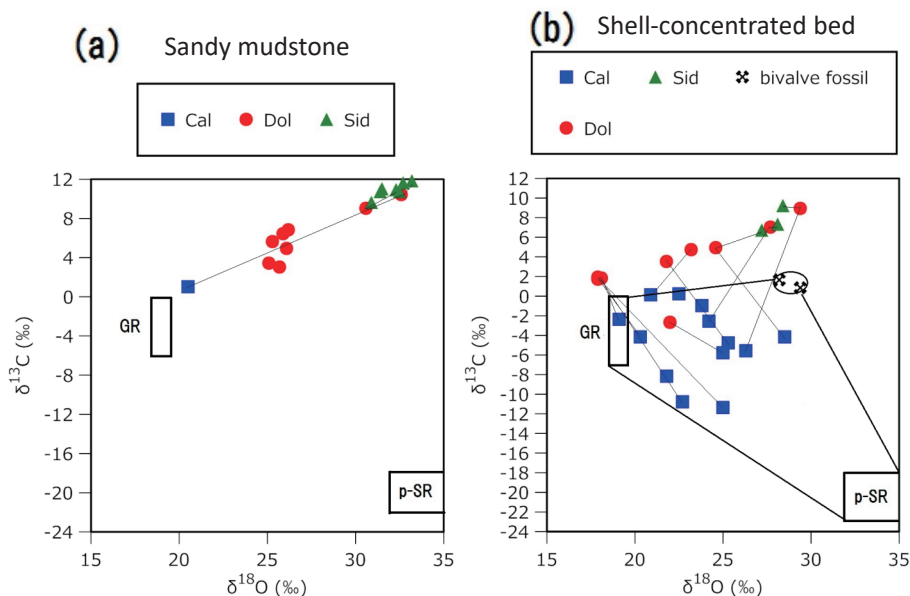 (a) Sandy mudstone
Cal Dol Sid
12
8
4
0
-4
-8
-12
-16
-20
-24
δ13C (‰)
GR
p-SR
15 20 25 30 35
δ18O (‰)
(b) Shell-concentrated bed
Cal Sid bivalve fossil
Dol
12
10
8
6
4
2
0
-2
-4
-6
-8
-10
-12
-14
-16
-18
-20
-22
-24
δ13C (‰)
GR
p-SR
15 20 25 30 35
δ18O (‰)